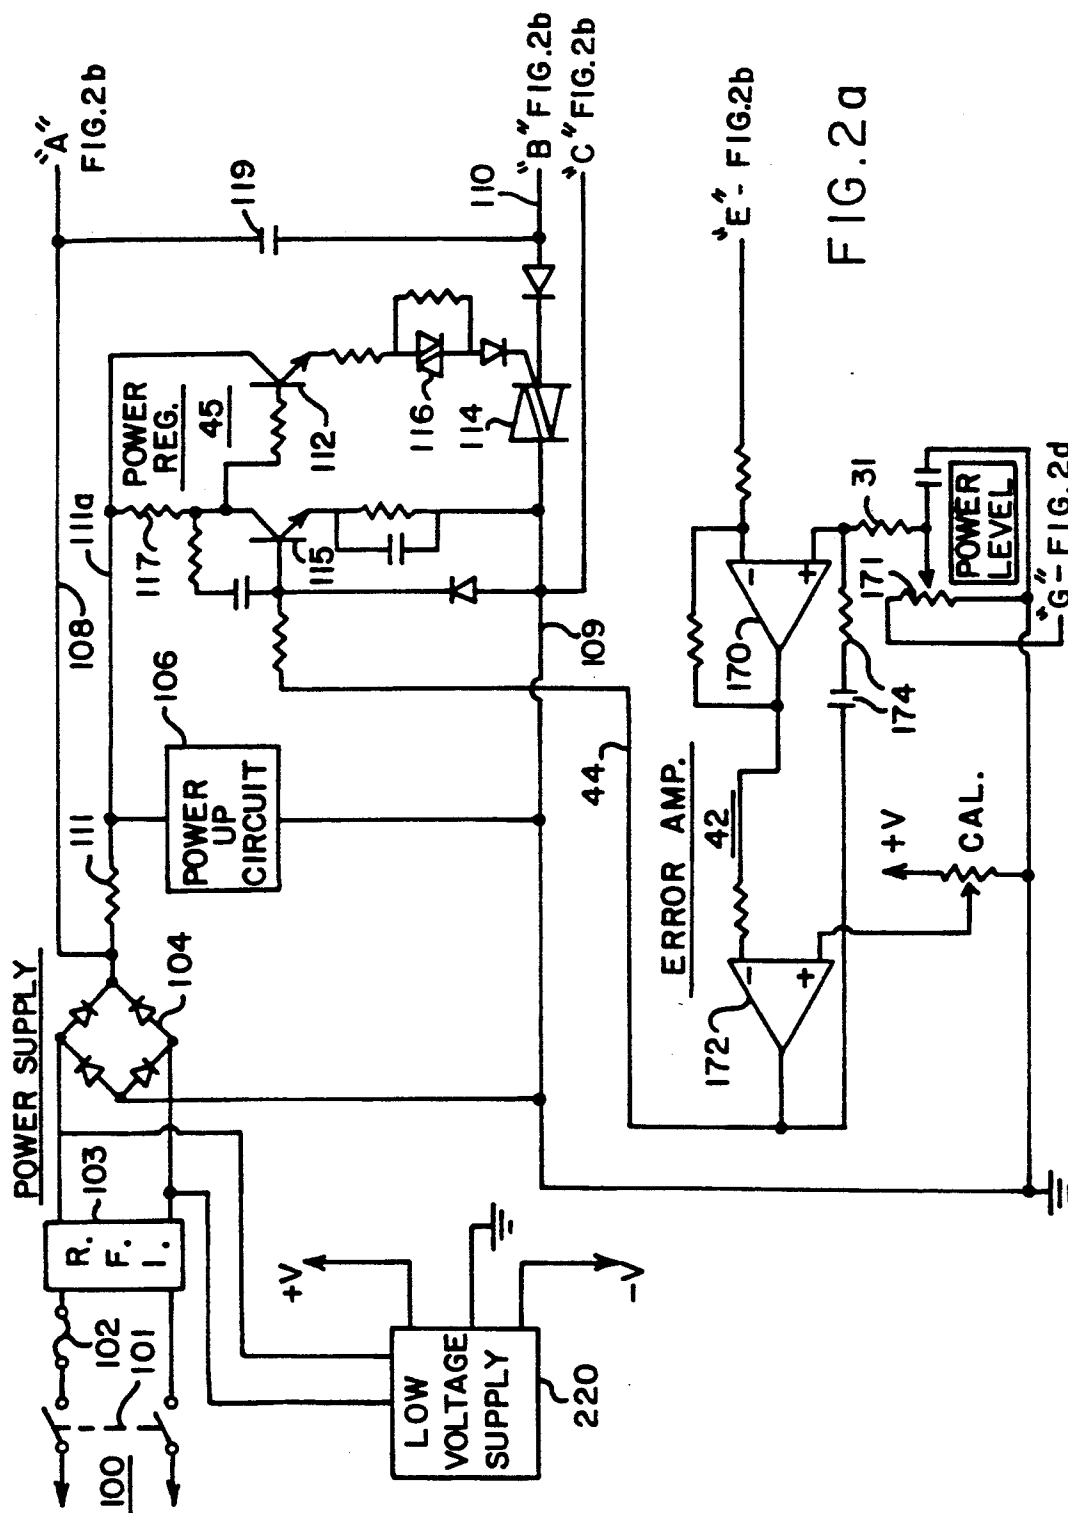 "A"
FIG.2b
119
110
"B" FIG.2b
"C" FIG.2b
108
111a
POWER
REG.
45
117
112
116
114
115
POWER SUPPLY
104
111
106
POWER
UP
CIRCUIT
109
103
R.
F.
I.
102
101
100
+V
-V
LOW
VOLTAGE
SUPPLY
220
44
"E" - FIG.2b
ERROR AMP.
42
170
-
+
172
-
+
174
31
171
POWER
LEVEL
"G" - FIG.2d
+V
CAL.
FIG.2a